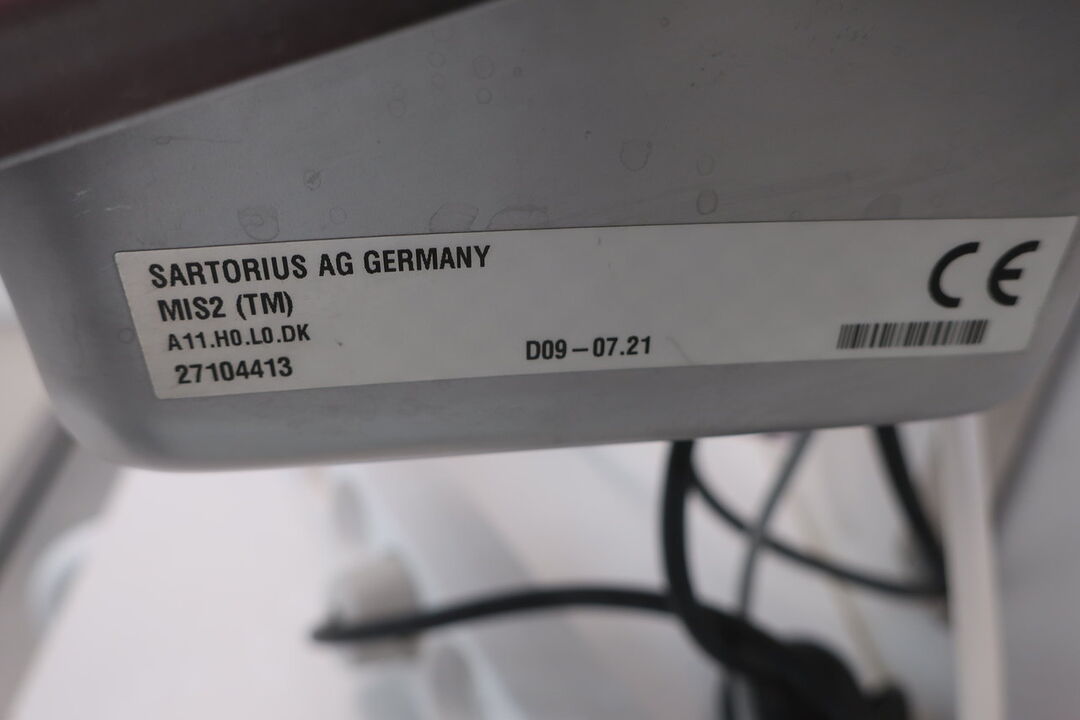 SARTORIUS AG GERMANY
MIS2 (TM)
A11.H0.L0.DK
27104413
D09-07.21
CE